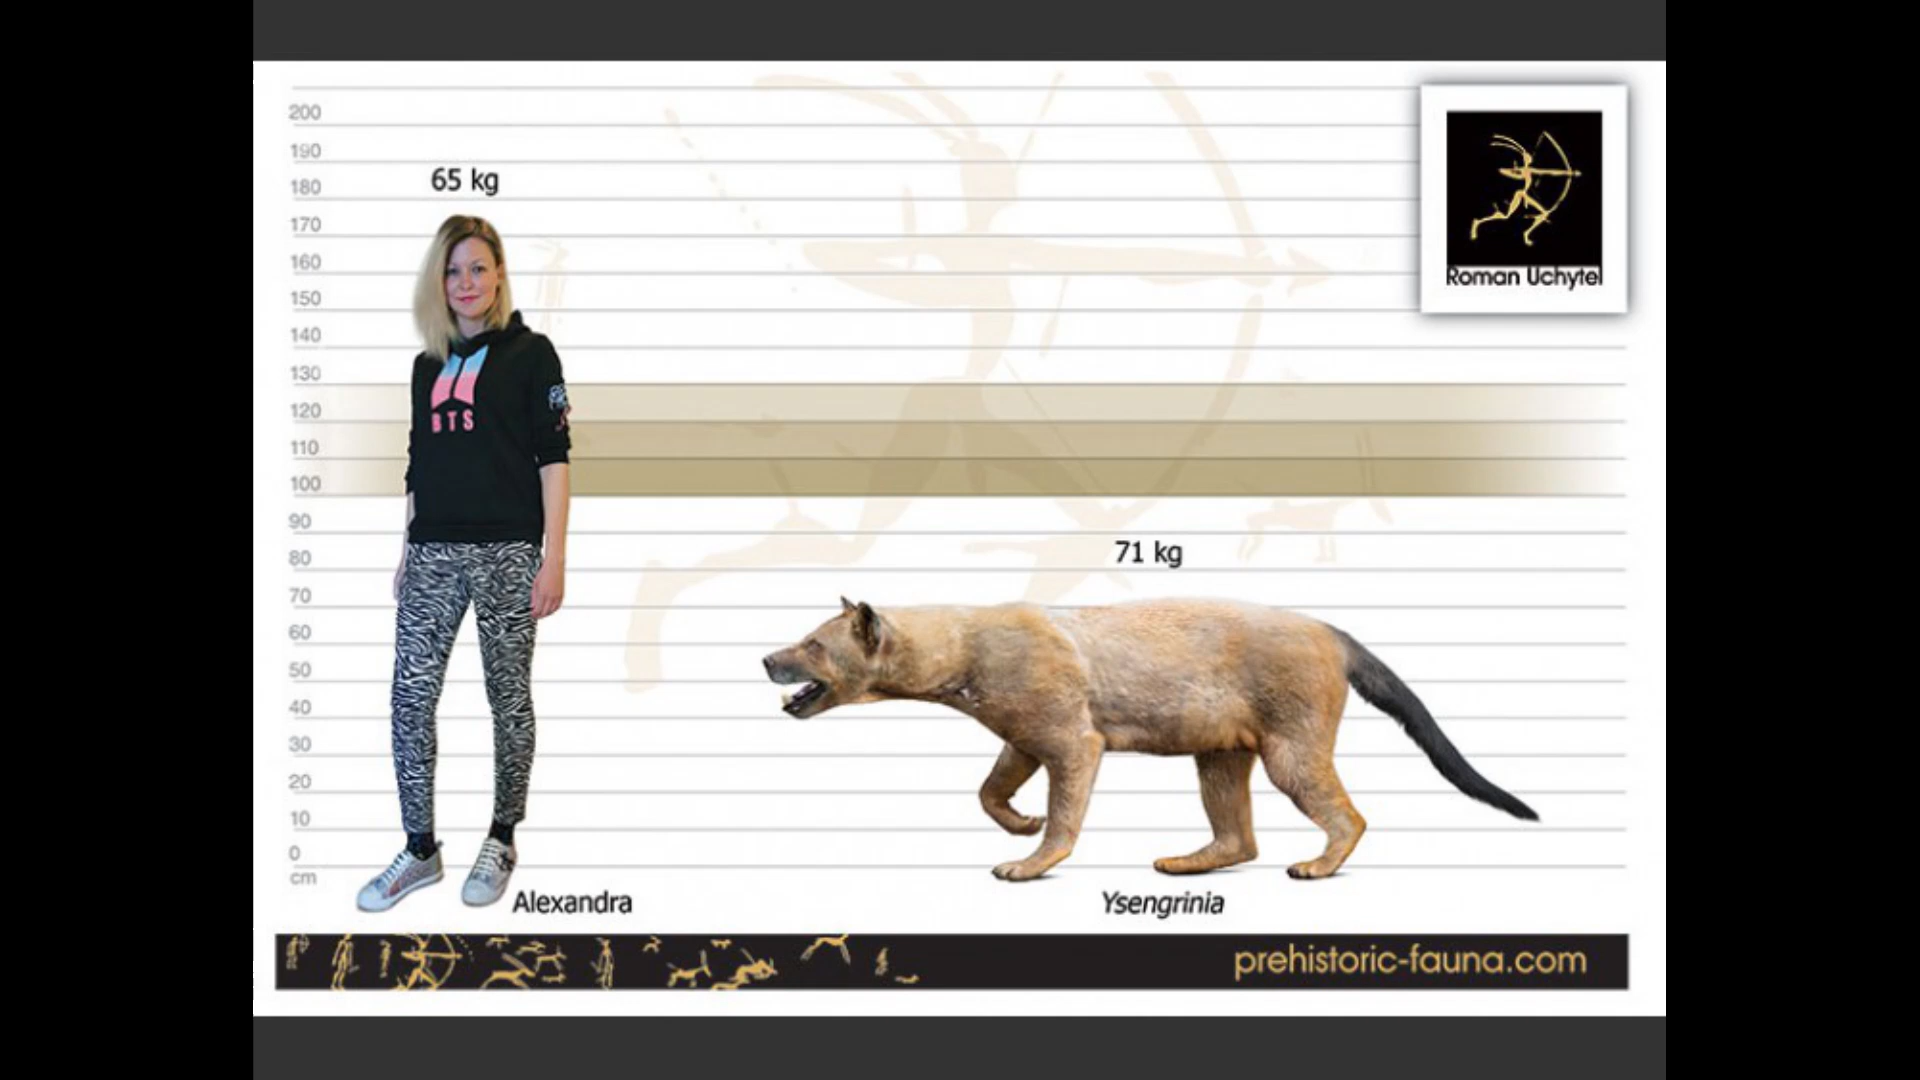 200
190
180
170
160
150
140
130
120
110
100
90
80
70
60
50
40
30
20
10
0
cm
65 kg
BTS
Alexandra
71 kg
Ysengrinia
Roman Uchytel
prehistoric-fauna.com